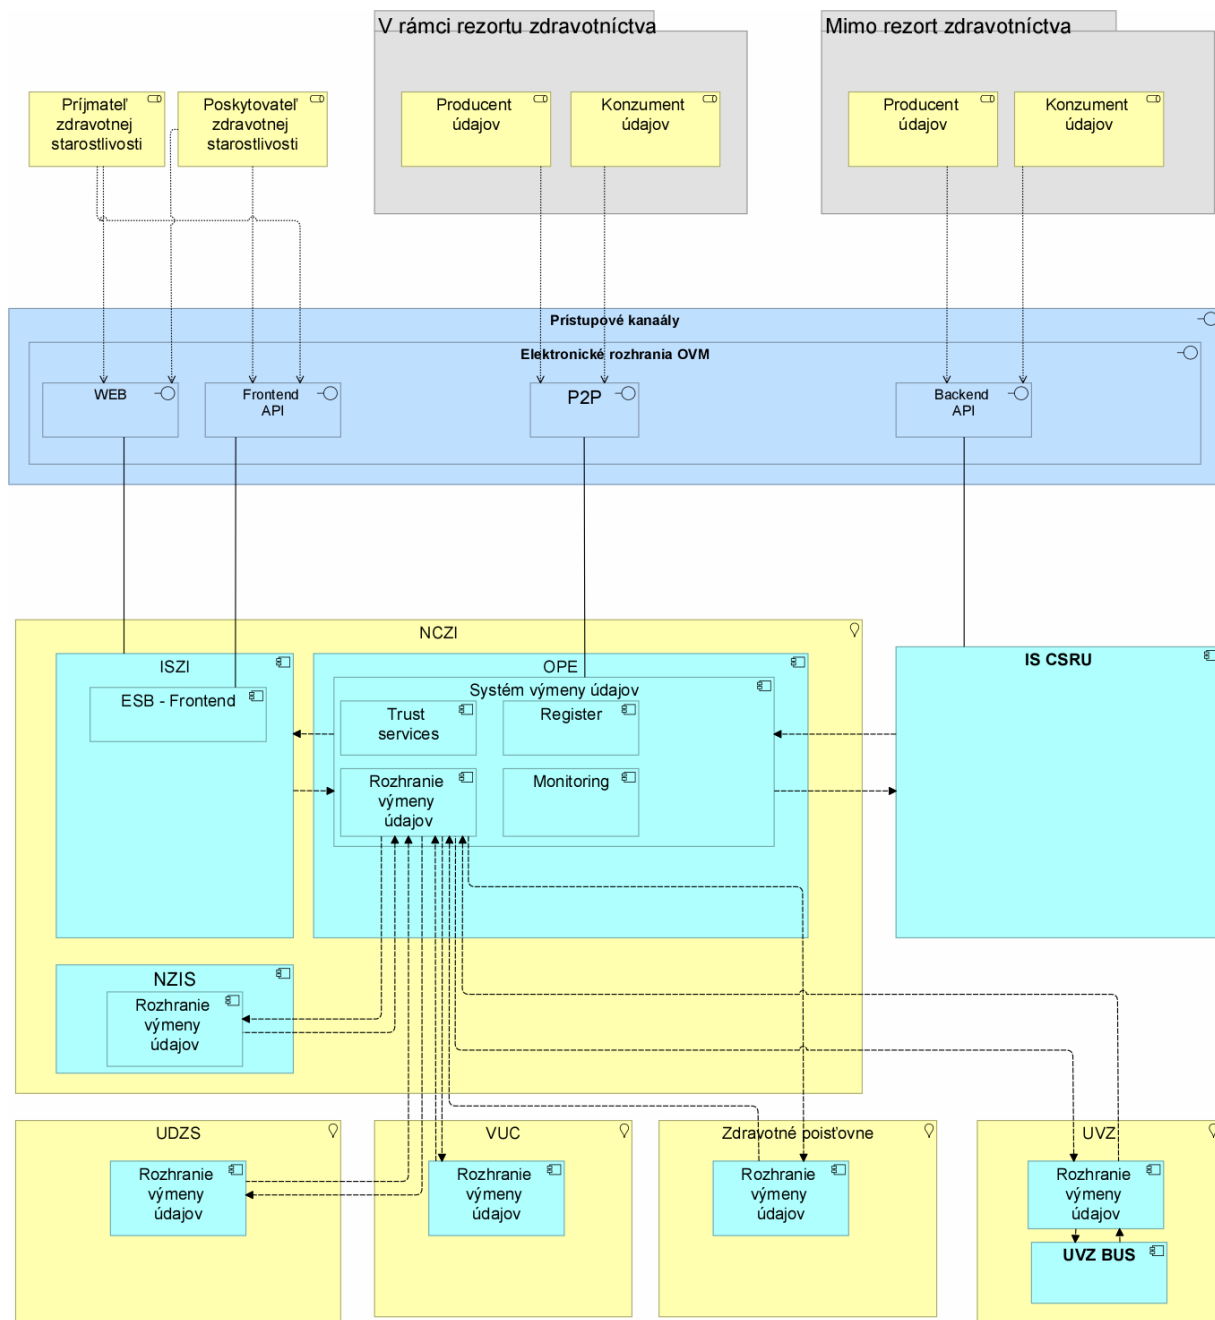 V rámci rezortu zdravotníctva
Mimo rezort zdravotníctva
Príjmateľ
zdravotnej
starostlivosti
Poskytovateľ
zdravotnej
starostlivosti
Producent
údajov
Konzument
údajov
Producent
údajov
Konzument
údajov
Prístupové kanaály
Elektronické rozhrania OVM
WEB
Frontend
API
P2P
Backend
API
NCZI
ISZI
ESB - Frontend
OPE
Systém výmeny údajov
Trust
services
Register
Rozhranie
výmeny
údajov
Monitoring
IS CSRU
NZIS
Rozhranie
výmeny
údajov
UDZS
Rozhranie
výmeny
údajov
VUC
Rozhranie
výmeny
údajov
Zdravotné poisťovne
Rozhranie
výmeny
údajov
UVZ
Rozhranie
výmeny
údajov
UVZ BUS